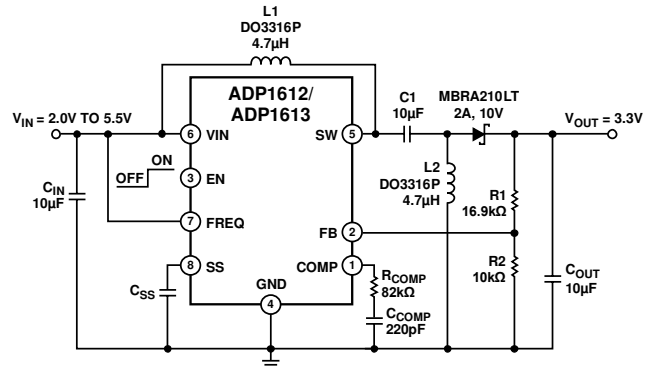 L1
DO3316P
4.7µH
ADP1612/
ADP1613
V_IN = 2.0V TO 5.5V
6 VIN
SW 5
C1
10µF
MBRA210LT
2A, 10V
V_OUT = 3.3V
ON
OFF
3 EN
C_IN
10µF
L2
DO3316P
4.7µH
R1
16.9kΩ
7 FREQ
FB 2
8 SS
COMP 1
R2
10kΩ
C_SS
GND
4
R_COMP
82kΩ
C_COMP
220pF
C_OUT
10µF